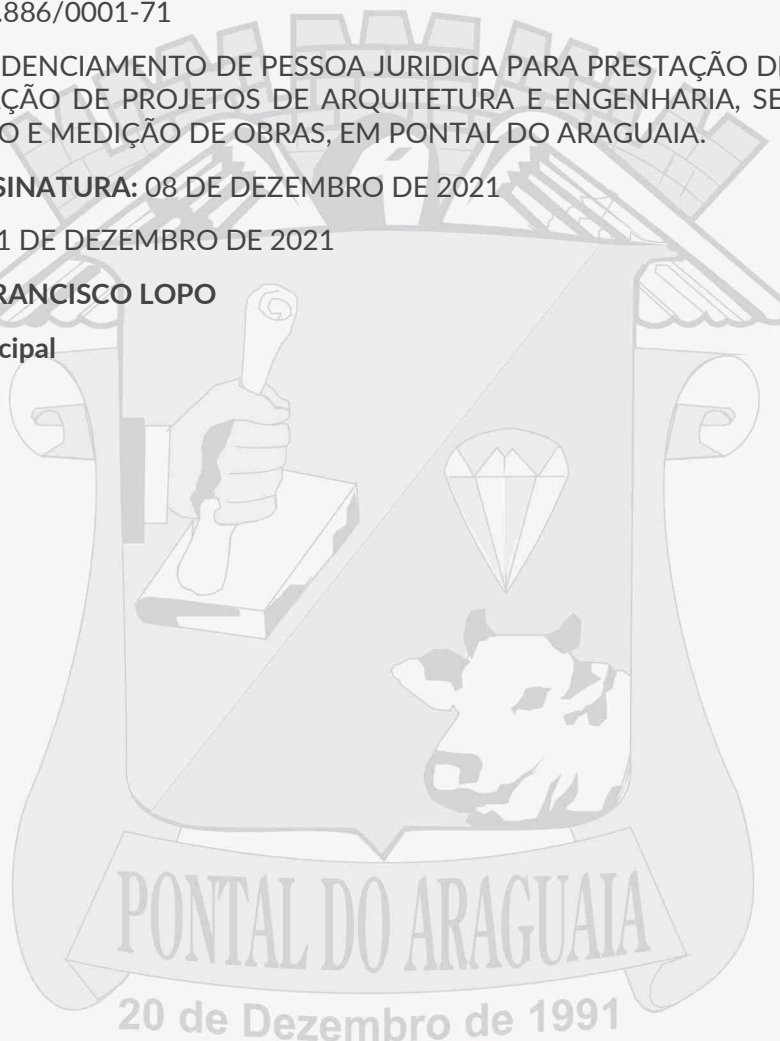 .886/0001-71
DENCIAMENTO DE PESSOA JURIDICA PARA PRESTAÇÃO DE
AÇÃO DE PROJETOS DE ARQUITETURA E ENGENHARIA, SE
O E MEDIÇÃO DE OBRAS, EM PONTAL DO ARAGUAIA.
SINATURA: 08 DE DEZEMBRO DE 2021
1 DE DEZEMBRO DE 2021
RANCISCO LOPO
cipal
PONTAL DO ARAGUAIA
20 de Dezembro de 1991